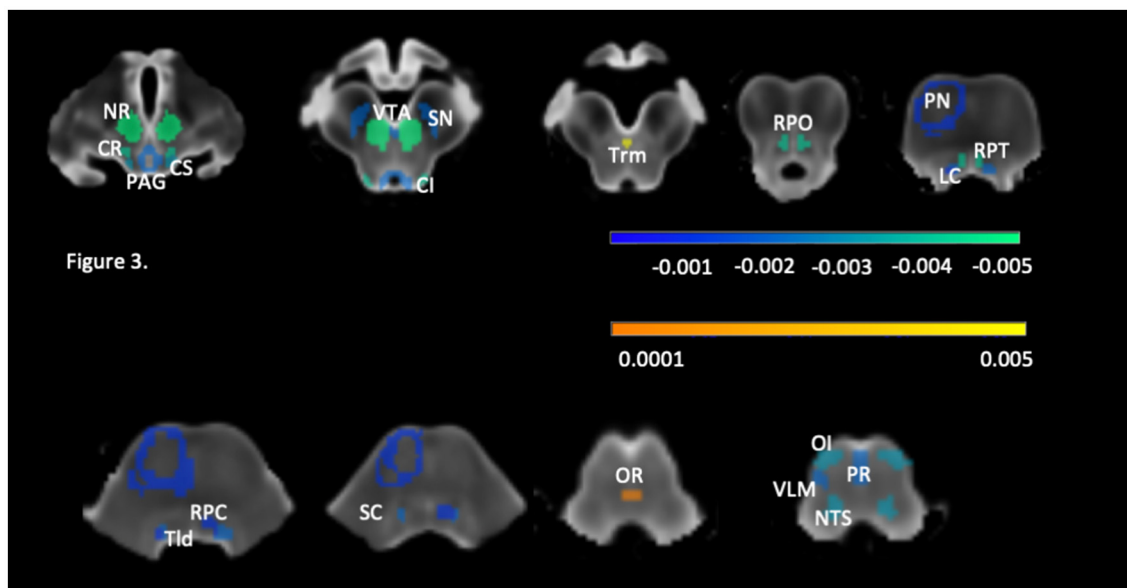 NR
CR
PAG
CS
VTA
SN
CI
Trm
RPO
PN
RPT
LC
Figure 3.
-0.001 -0.002 -0.003 -0.004 -0.005
0.0001 0.005
RPC
Tld
SC
OR
OI
PR
VLM
NTS